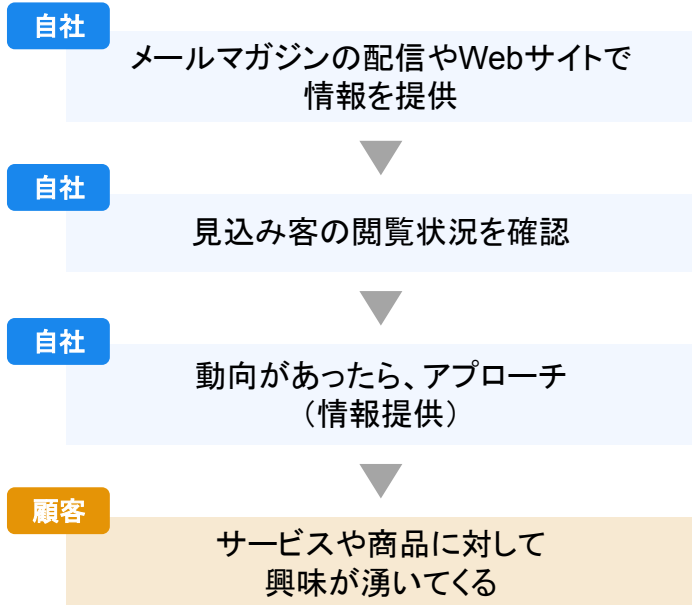 自社
メールマガジンの配信やWebサイトで
情報を提供
自社
見込み客の閲覧状況を確認
自社
動向があったら、アプローチ
（情報提供）
顧客
サービスや商品に対して
興味が湧いてくる